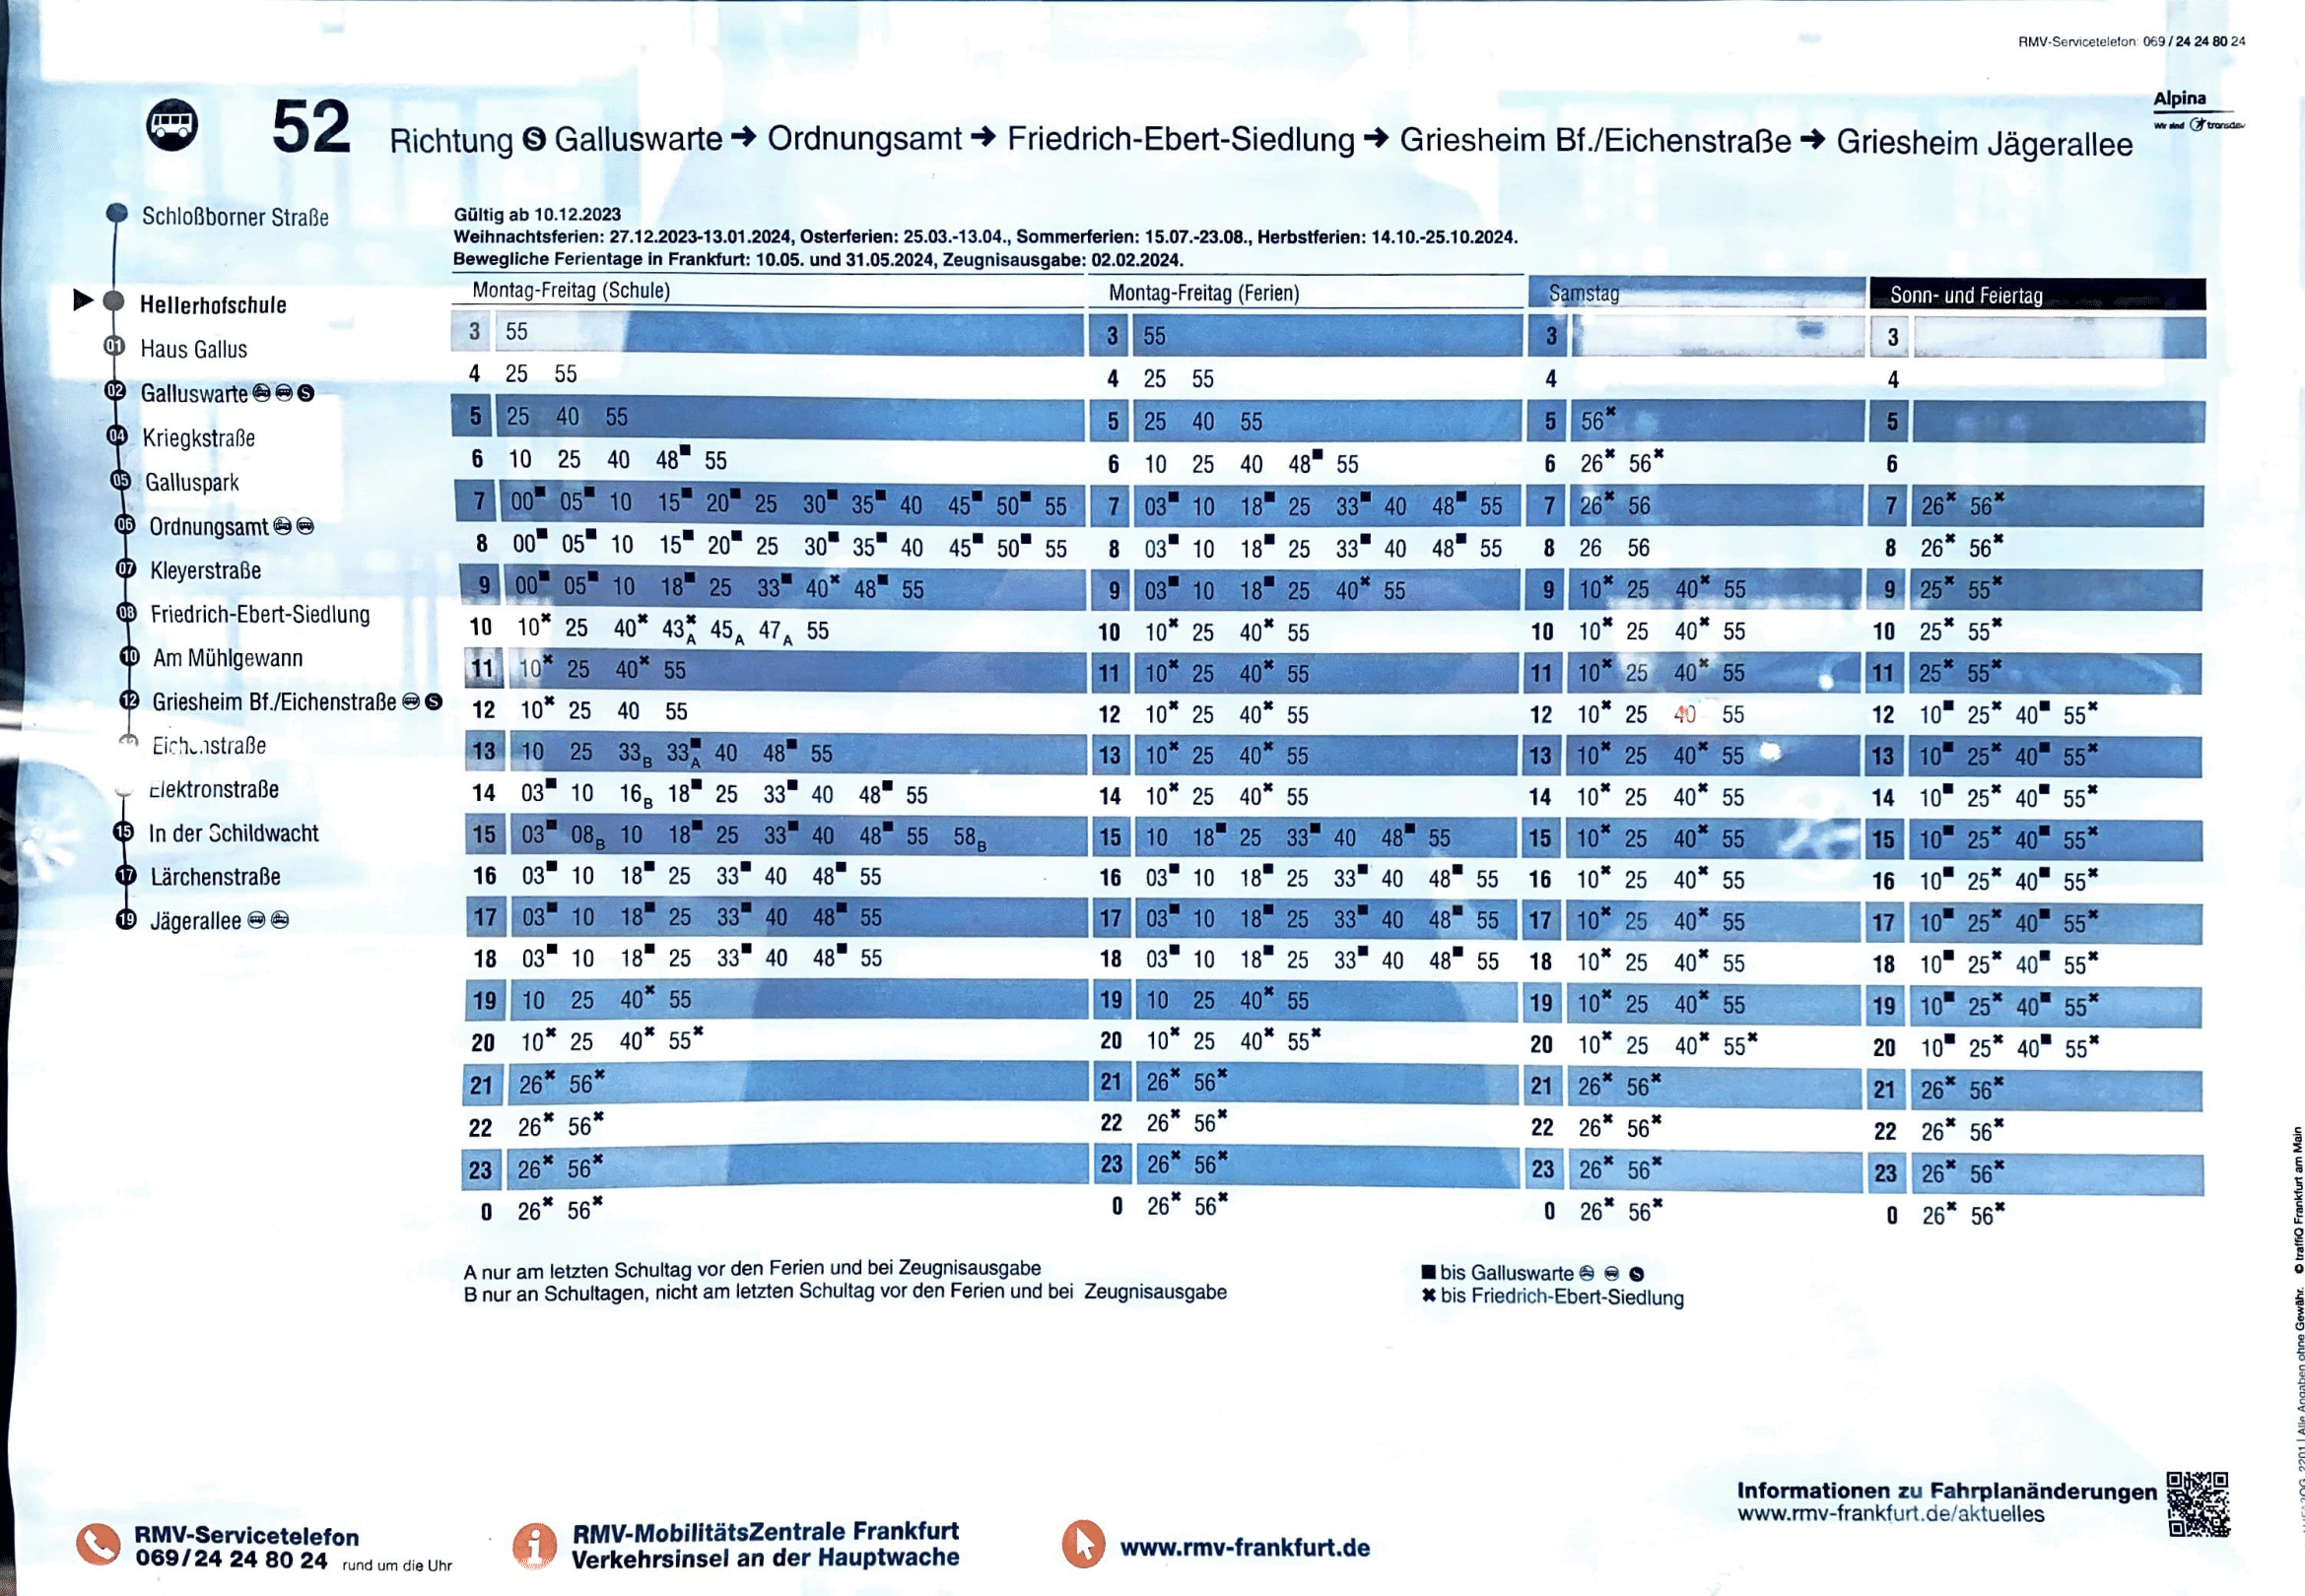 RMV-Servicetelefon: 069 / 24 24 80 24
Alpina
Wir sind transdev
52 Richtung S Galluswarte → Ordnungsamt → Friedrich-Ebert-Siedlung → Griesheim Bf./Eichenstraße → Griesheim Jägerallee
Schloßborner Straße
Hellerhofschule
01 Haus Gallus
02 Galluswarte S
04 Kriegkstraße
05 Galluspark
06 Ordnungsamt
07 Kleyerstraße
08 Friedrich-Ebert-Siedlung
10 Am Mühlgewann
12 Griesheim Bf./Eichenstraße S
Eichenstraße
Elektronstraße
15 In der Schildwacht
17 Lärchenstraße
19 Jägerallee
Gültig ab 10.12.2023
Weihnachtsferien: 27.12.2023-13.01.2024, Osterferien: 25.03.-13.04., Sommerferien: 15.07.-23.08., Herbstferien: 14.10.-25.10.2024.
Bewegliche Ferientage in Frankfurt: 10.05. und 31.05.2024, Zeugnisausgabe: 02.02.2024.
Montag-Freitag (Schule)
3 55
4 25 55
5 25 40 55
6 10 25 40 48■ 55
7 00■ 05■ 10 15■ 20■ 25 30■ 35■ 40 45■ 50■ 55
8 00■ 05■ 10 15■ 20■ 25 30■ 35■ 40 45■ 50■ 55
9 00■ 05■ 10 18■ 25 33■ 40✖ 48■ 55
10 10✖ 25 40✖ 43✖A 45A 47A 55
11 10✖ 25 40✖ 55
12 10✖ 25 40 55
13 10 25 33B 33■A 40 48■ 55
14 03■ 10 16B 18■ 25 33■ 40 48■ 55
15 03■ 08B 10 18■ 25 33■ 40 48■ 55 58B
16 03■ 10 18■ 25 33■ 40 48■ 55
17 03■ 10 18■ 25 33■ 40 48■ 55
18 03■ 10 18■ 25 33■ 40 48■ 55
19 10 25 40✖ 55
20 10✖ 25 40✖ 55✖
21 26✖ 56✖
22 26✖ 56✖
23 26✖ 56✖
0 26✖ 56✖
Montag-Freitag (Ferien)
3 55
4 25 55
5 25 40 55
6 10 25 40 48■ 55
7 03■ 10 18■ 25 33■ 40 48■ 55
8 03■ 10 18■ 25 33■ 40 48■ 55
9 03■ 10 18■ 25 40✖ 55
10 10✖ 25 40✖ 55
11 10✖ 25 40✖ 55
12 10✖ 25 40✖ 55
13 10✖ 25 40✖ 55
14 10✖ 25 40✖ 55
15 10 18■ 25 33■ 40 48■ 55
16 03■ 10 18■ 25 33■ 40 48■ 55
17 03■ 10 18■ 25 33■ 40 48■ 55
18 03■ 10 18■ 25 33■ 40 48■ 55
19 10 25 40✖ 55
20 10✖ 25 40✖ 55✖
21 26✖ 56✖
22 26✖ 56✖
23 26✖ 56✖
0 26✖ 56✖
Samstag
3
4
5 56✖
6 26✖ 56✖
7 26✖ 56
8 26 56
9 10✖ 25 40✖ 55
10 10✖ 25 40✖ 55
11 10✖ 25 40✖ 55
12 10✖ 25 40 55
13 10✖ 25 40✖ 55
14 10✖ 25 40✖ 55
15 10✖ 25 40✖ 55
16 10✖ 25 40✖ 55
17 10✖ 25 40✖ 55
18 10✖ 25 40✖ 55
19 10✖ 25 40✖ 55
20 10✖ 25 40✖ 55✖
21 26✖ 56✖
22 26✖ 56✖
23 26✖ 56✖
0 26✖ 56✖
Sonn- und Feiertag
3
4
5
6
7 26✖ 56✖
8 26✖ 56✖
9 25✖ 55✖
10 25✖ 55✖
11 25✖ 55✖
12 10■ 25✖ 40■ 55✖
13 10■ 25✖ 40■ 55✖
14 10■ 25✖ 40■ 55✖
15 10■ 25✖ 40■ 55✖
16 10■ 25✖ 40■ 55✖
17 10■ 25✖ 40■ 55✖
18 10■ 25✖ 40■ 55✖
19 10■ 25✖ 40■ 55✖
20 10■ 25✖ 40■ 55✖
21 26✖ 56✖
22 26✖ 56✖
23 26✖ 56✖
0 26✖ 56✖
A nur am letzten Schultag vor den Ferien und bei Zeugnisausgabe
B nur an Schultagen, nicht am letzten Schultag vor den Ferien und bei Zeugnisausgabe
■ bis Galluswarte S
✖ bis Friedrich-Ebert-Siedlung
Informationen zu Fahrplanänderungen
www.rmv-frankfurt.de/aktuelles
RMV-Servicetelefon
069/24 24 80 24 rund um die Uhr
RMV-MobilitätsZentrale Frankfurt
Verkehrsinsel an der Hauptwache
www.rmv-frankfurt.de
2201 | Alle Angaben ohne Gewähr. © traffiQ Frankfurt am Main